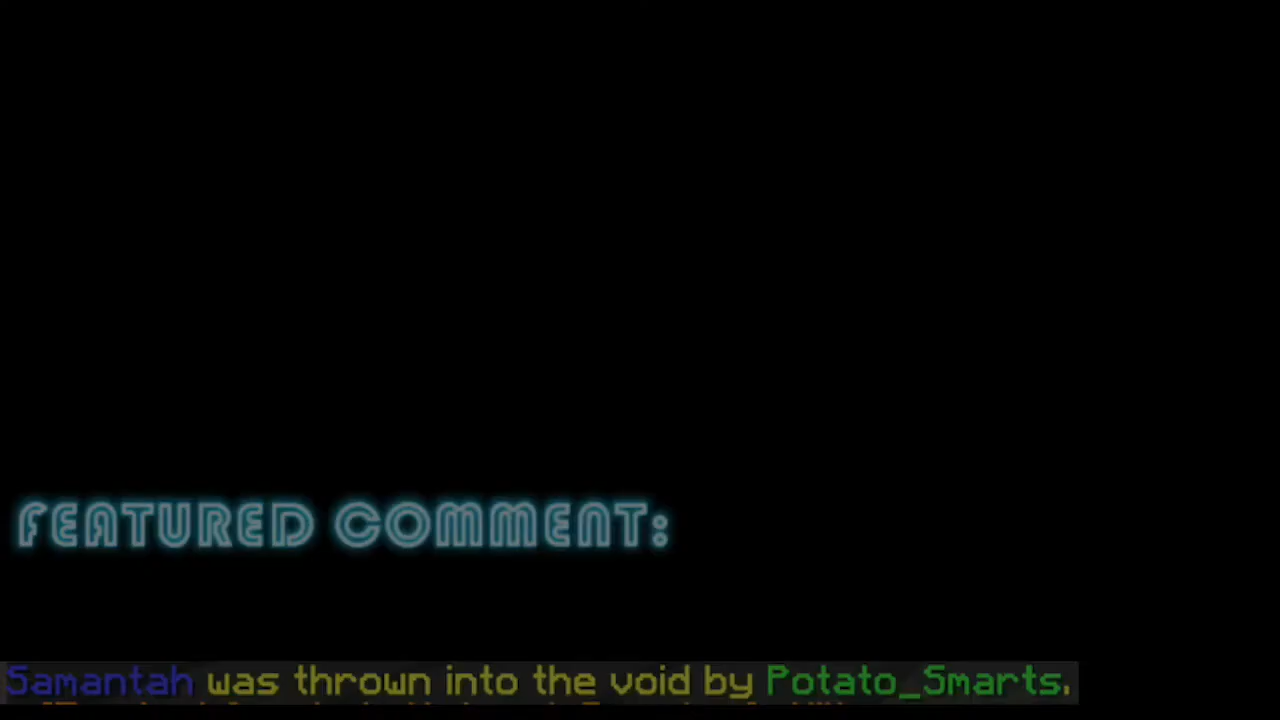 FEATURED COMMENT:
Samantah was thrown into the void by Potato_Smarts.